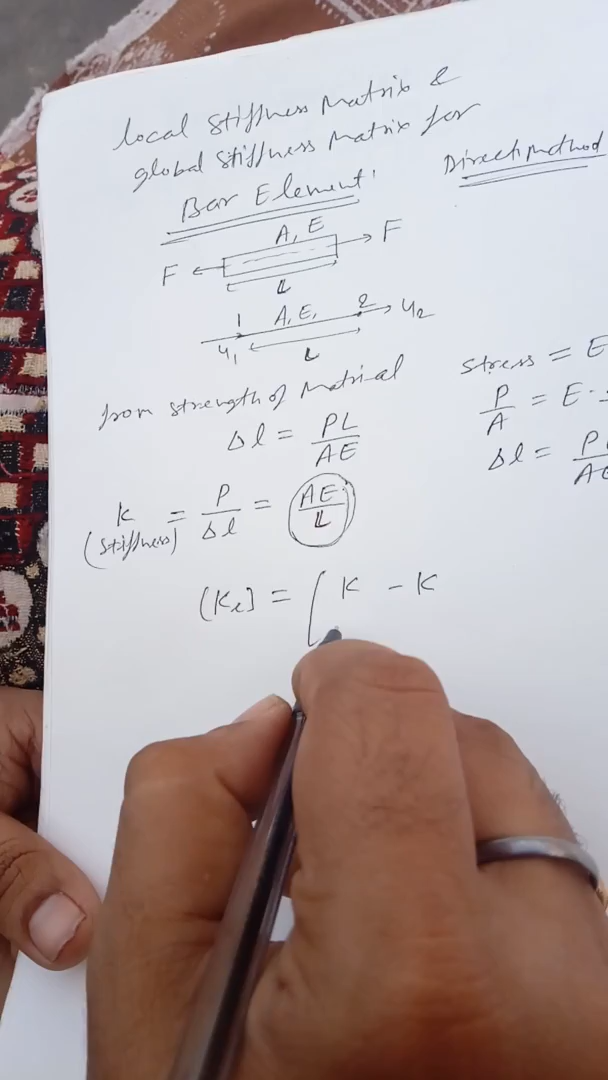 local stiffness Matrix &
global stiffness Matrix for
Bar Element
Direct Method
A, E
F F
L
1 A, E, 2
u1 L u2
from strength of Matrial
Δl = PL/AE
k (stiffness) = P/Δl = AE/L
[Ke] = [ K - K
stress = E
P/A = E.
Δl =